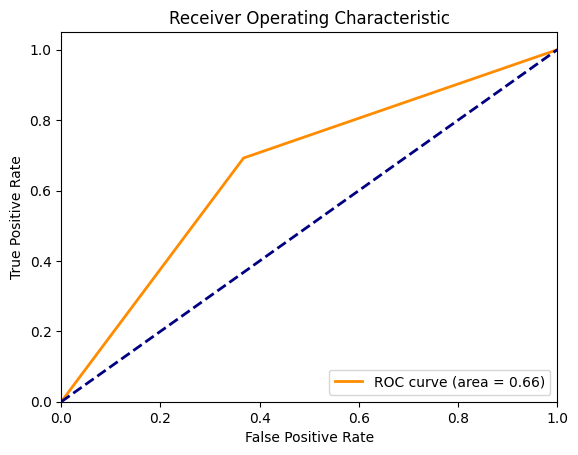 Receiver Operating Characteristic
True Positive Rate
1.0
0.8
0.6
0.4
0.2
0.0
ROC curve (area = 0.66)
0.0 0.2 0.4 0.6 0.8 1.0
False Positive Rate